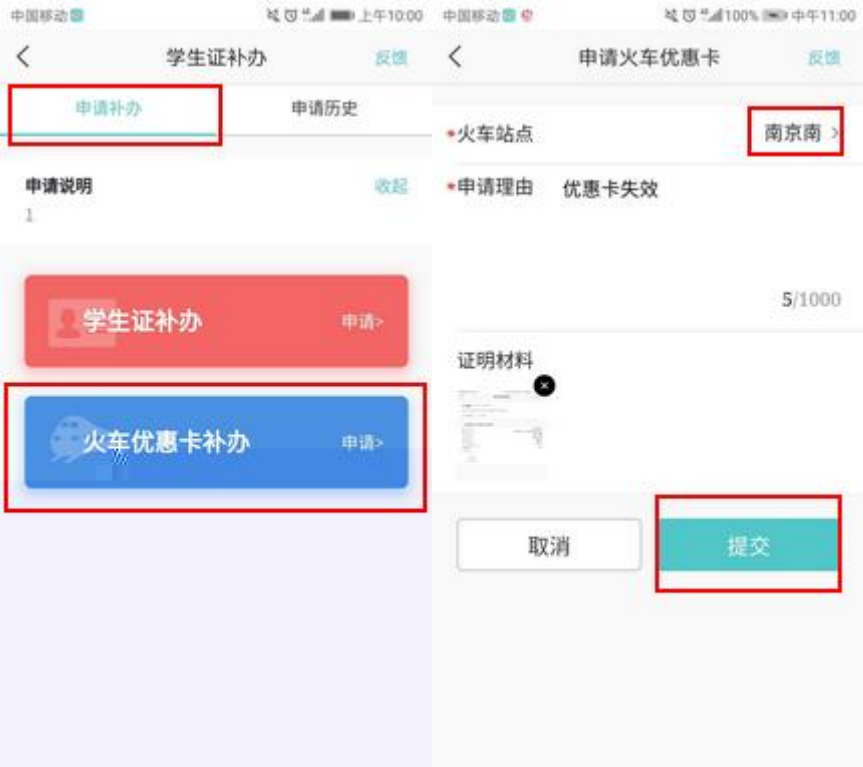 中国移动
上午10:00
学生证补办
反馈
申请补办
申请历史
申请说明
收起
1
学生证补办
申请>
火车优惠卡补办
申请>
中国移动
100%
中午11:00
申请火车优惠卡
反馈
*火车站点
南京南 >
*申请理由 优惠卡失效
5/1000
证明材料
取消
提交